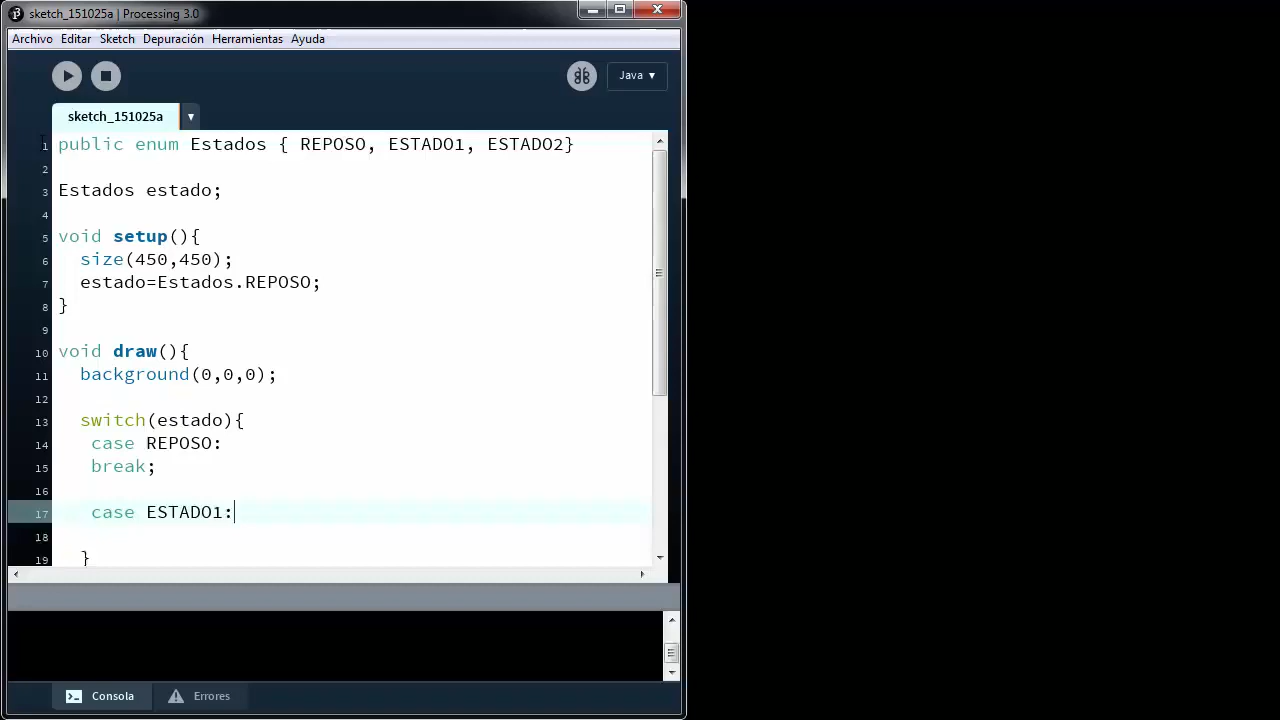 sketch_151025a | Processing 3.0
Archivo Editar Sketch Depuración Herramientas Ayuda
Java ▾
sketch_151025a ▾
1 public enum Estados { REPOSO, ESTADO1, ESTADO2}
2
3 Estados estado;
4
5 void setup(){
6 size(450,450);
7 estado=Estados.REPOSO;
8 }
9
10 void draw(){
11 background(0,0,0);
12
13 switch(estado){
14 case REPOSO:
15 break;
16
17 case ESTADO1:
18
19 }
Consola Errores